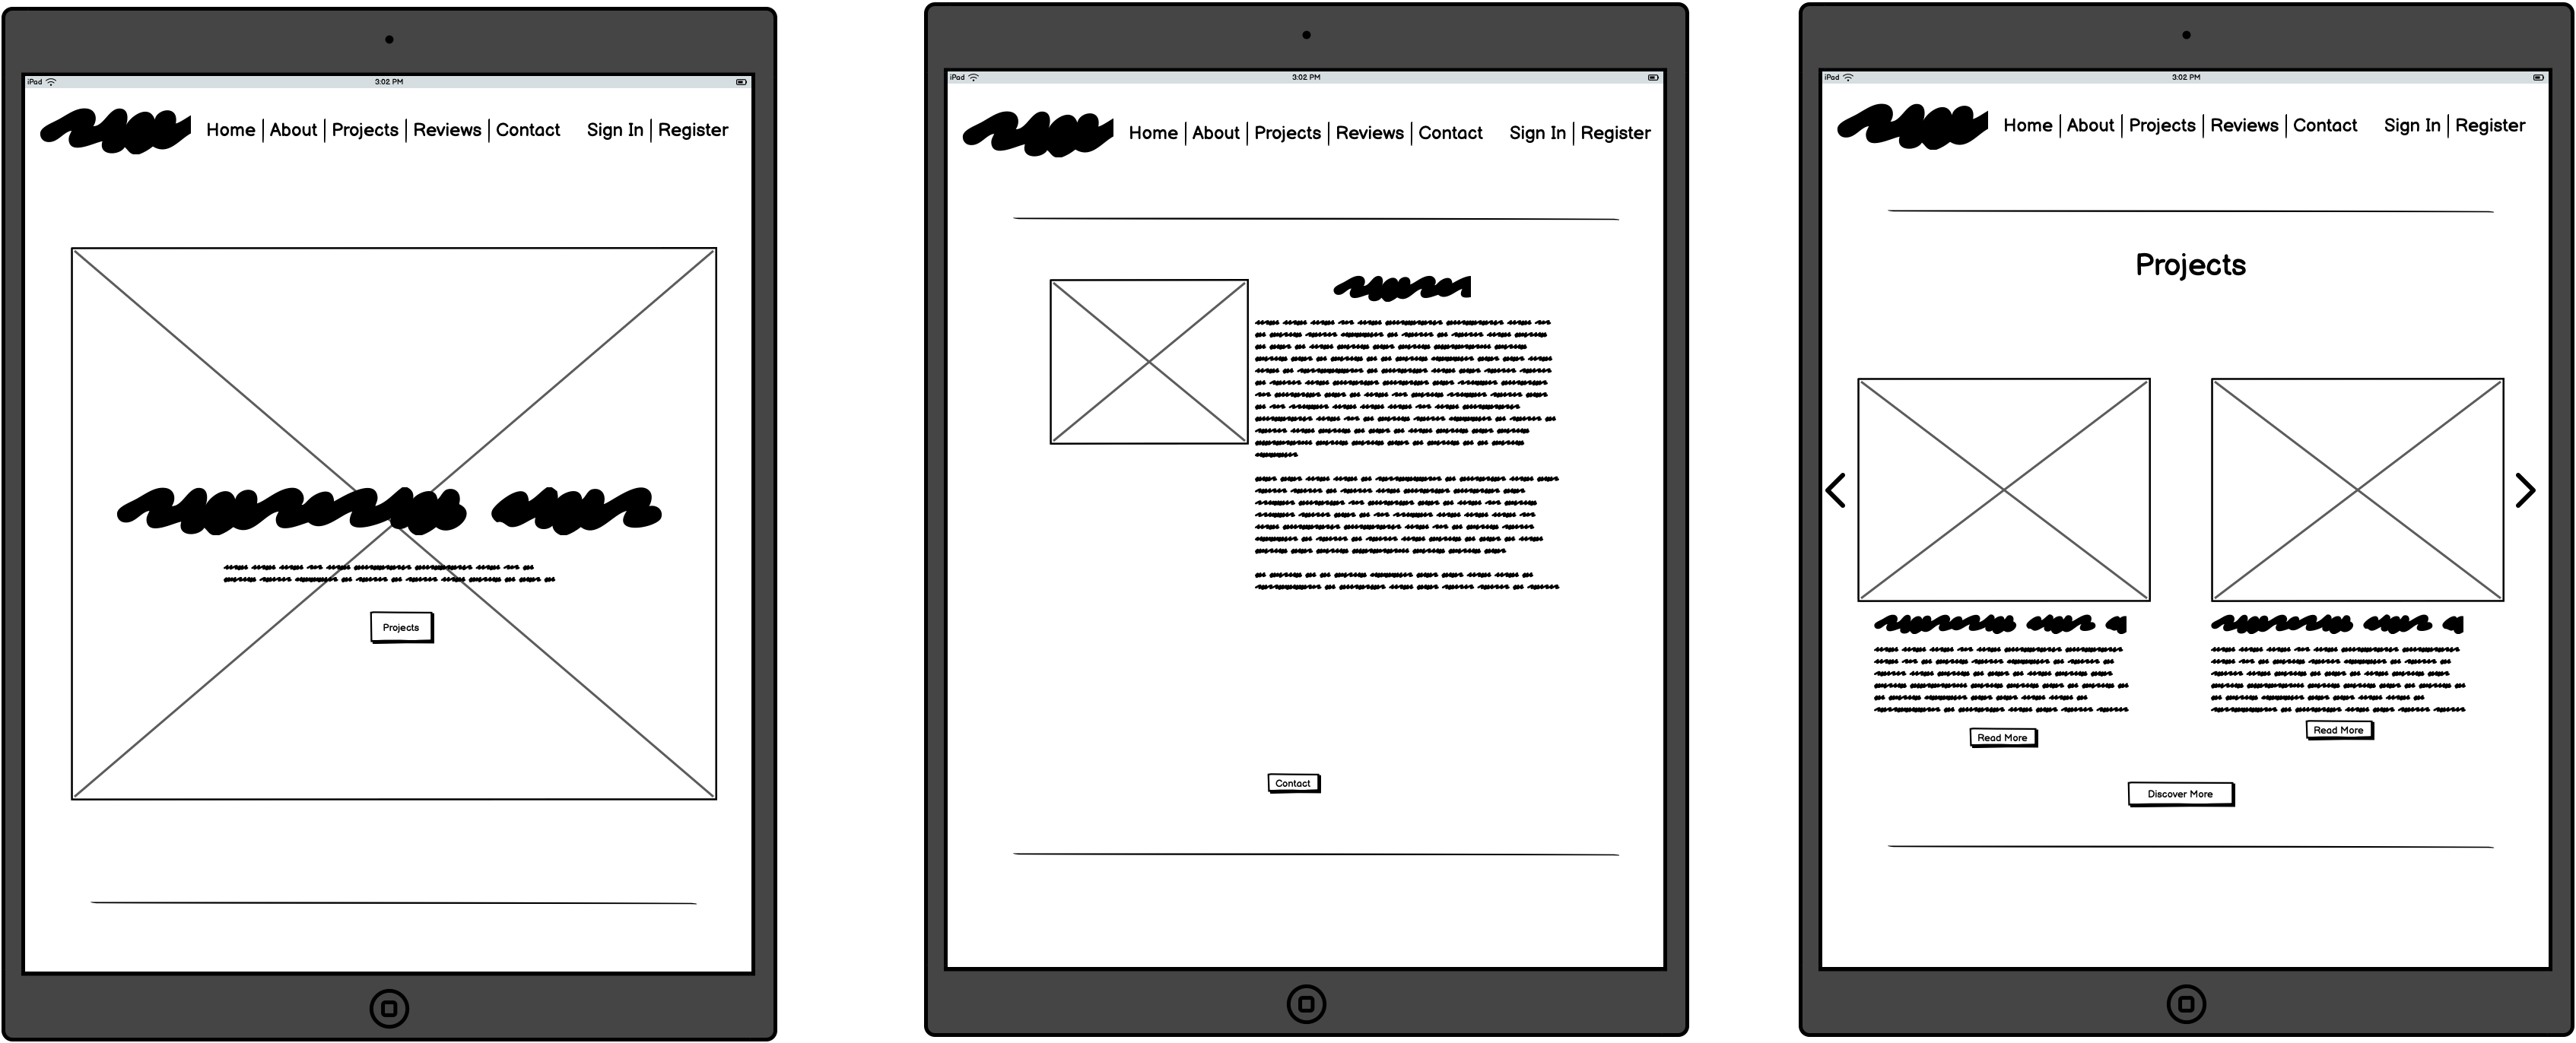 iPad 3:02 PM
Home About Projects Reviews Contact Sign In Register
Projects
iPad 3:02 PM
Home About Projects Reviews Contact Sign In Register
Contact
iPad 3:02 PM
Home About Projects Reviews Contact Sign In Register
Projects
Read More Read More
Discover More